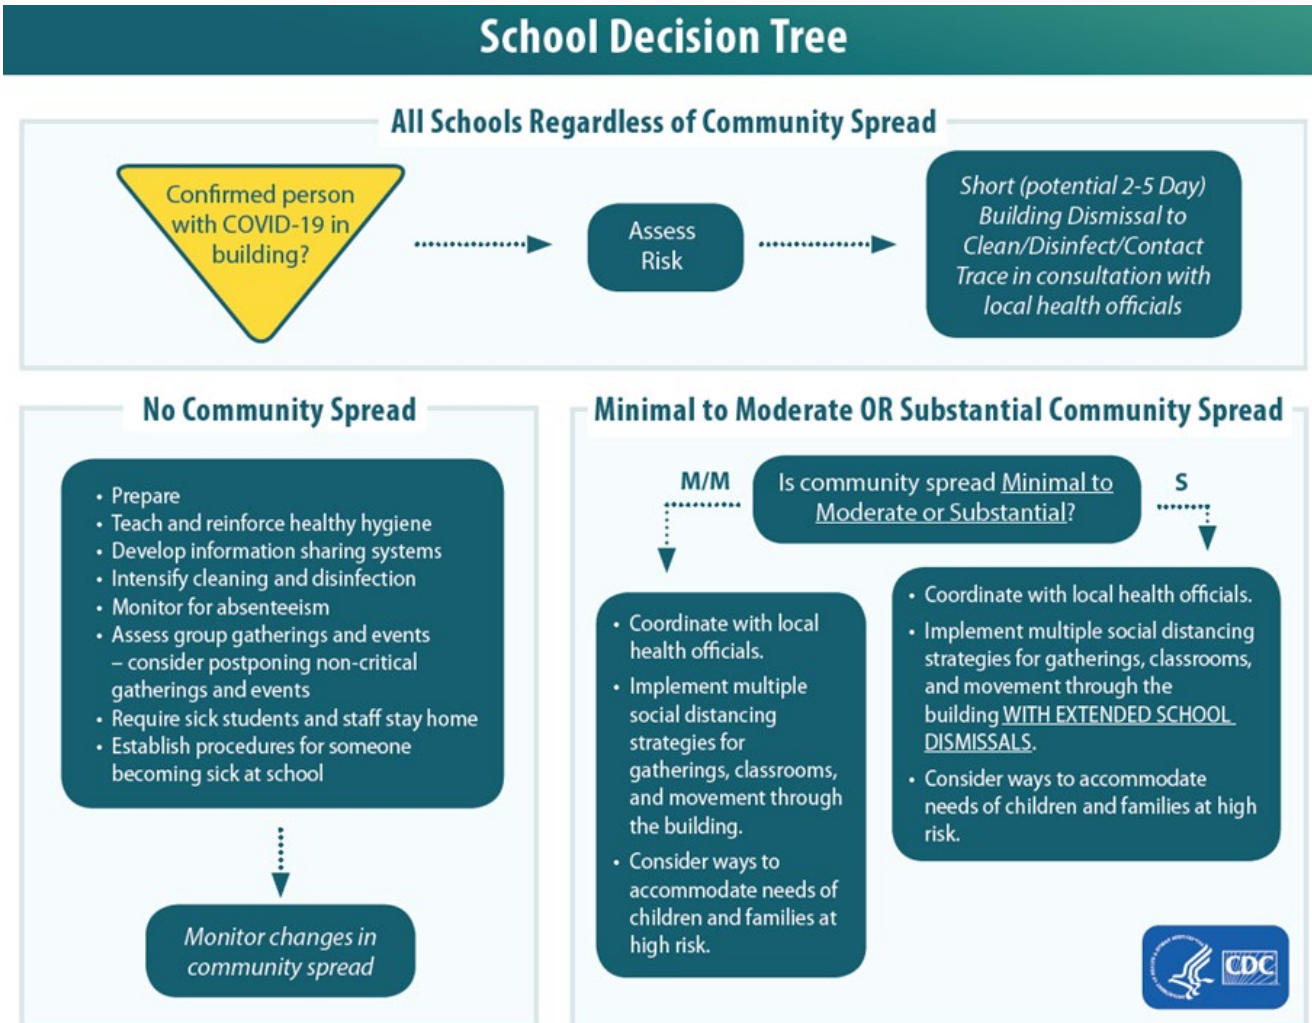 School Decision Tree
All Schools Regardless of Community Spread
Confirmed person
with COVID-19 in
building?
Assess
Risk
Short (potential 2-5 Day)
Building Dismissal to
Clean/Disinfect/Contact
Trace in consultation with
local health officials
No Community Spread
• Prepare
• Teach and reinforce healthy hygiene
• Develop information sharing systems
• Intensify cleaning and disinfection
• Monitor for absenteeism
• Assess group gatherings and events
– consider postponing non-critical
gatherings and events
• Require sick students and staff stay home
• Establish procedures for someone
becoming sick at school
Monitor changes in
community spread
Minimal to Moderate OR Substantial Community Spread
M/M
Is community spread Minimal to
Moderate or Substantial?
S
• Coordinate with local
health officials.
• Implement multiple
social distancing
strategies for
gatherings, classrooms,
and movement through
the building.
• Consider ways to
accommodate needs of
children and families at
high risk.
• Coordinate with local health officials.
• Implement multiple social distancing
strategies for gatherings, classrooms,
and movement through the
building WITH EXTENDED SCHOOL
DISMISSALS.
• Consider ways to accommodate
needs of children and families at high
risk.
CDC